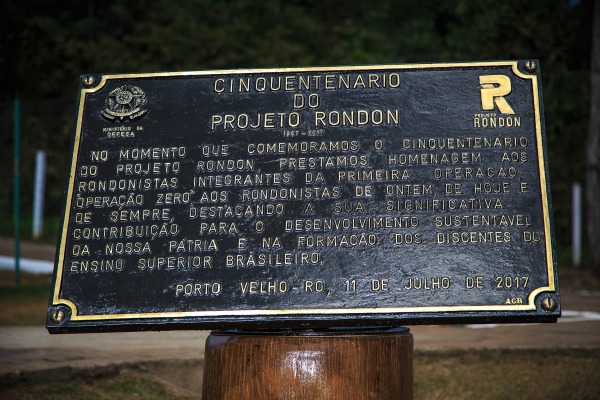 CINQUENTENARIO
DO
PROJETO RONDON
1967 - 2017
MINISTÉRIO DA
DEFESA
PROJETO
RONDON
NO MOMENTO QUE COMEMORAMOS O CINQUENTENARIO
DO PROJETO RONDON, PRESTAMOS HOMENAGEM AOS
RONDONISTAS INTEGRANTES DA PRIMEIRA OPERAÇÃO,
OPERAÇÃO ZERO AOS RONDONISTAS DE ONTEM, DE HOJE E
DE SEMPRE, DESTACANDO A SUA SIGNIFICATIVA
CONTRIBUIÇÃO PARA O DESENVOLVIMENTO SUSTENTÁVEL
DA NOSSA PÁTRIA E NA FORMAÇÃO DOS DISCENTES DO
ENSINO SUPERIOR BRASILEIRO.
PORTO VELHO-RO, 11 DE JULHO DE 2017
AGB